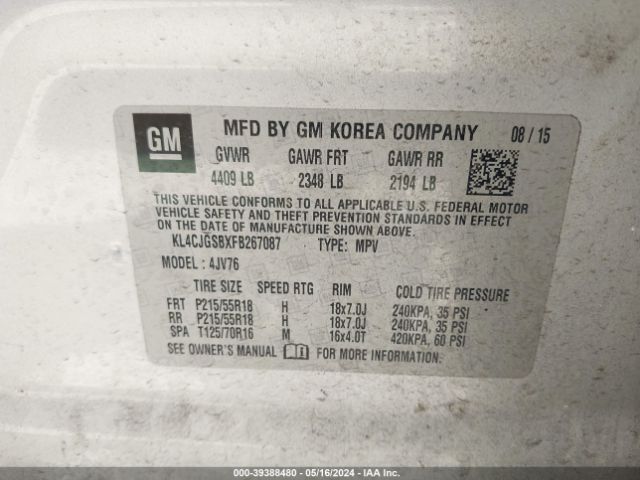 GM
MFD BY GM KOREA COMPANY 08 / 15
GVWR GAWR FRT GAWR RR
4409 LB 2348 LB 2194 LB
THIS VEHICLE CONFORMS TO ALL APPLICABLE U.S. FEDERAL MOTOR
VEHICLE SAFETY AND THEFT PREVENTION STANDARDS IN EFFECT
ON THE DATE OF MANUFACTURE SHOWN ABOVE.
KL4CJGSBXFB267087 TYPE: MPV
MODEL: 4JV76
TIRE SIZE SPEED RTG RIM COLD TIRE PRESSURE
FRT P215/55R18 H 18x7.0J 240KPA, 35 PSI
RR P215/55R18 H 18x7.0J 240KPA, 35 PSI
SPA T125/70R16 M 16x4.0T 420KPA, 60 PSI
SEE OWNER'S MANUAL FOR MORE INFORMATION.
000-39388480 - 05/16/2024 - IAA Inc.